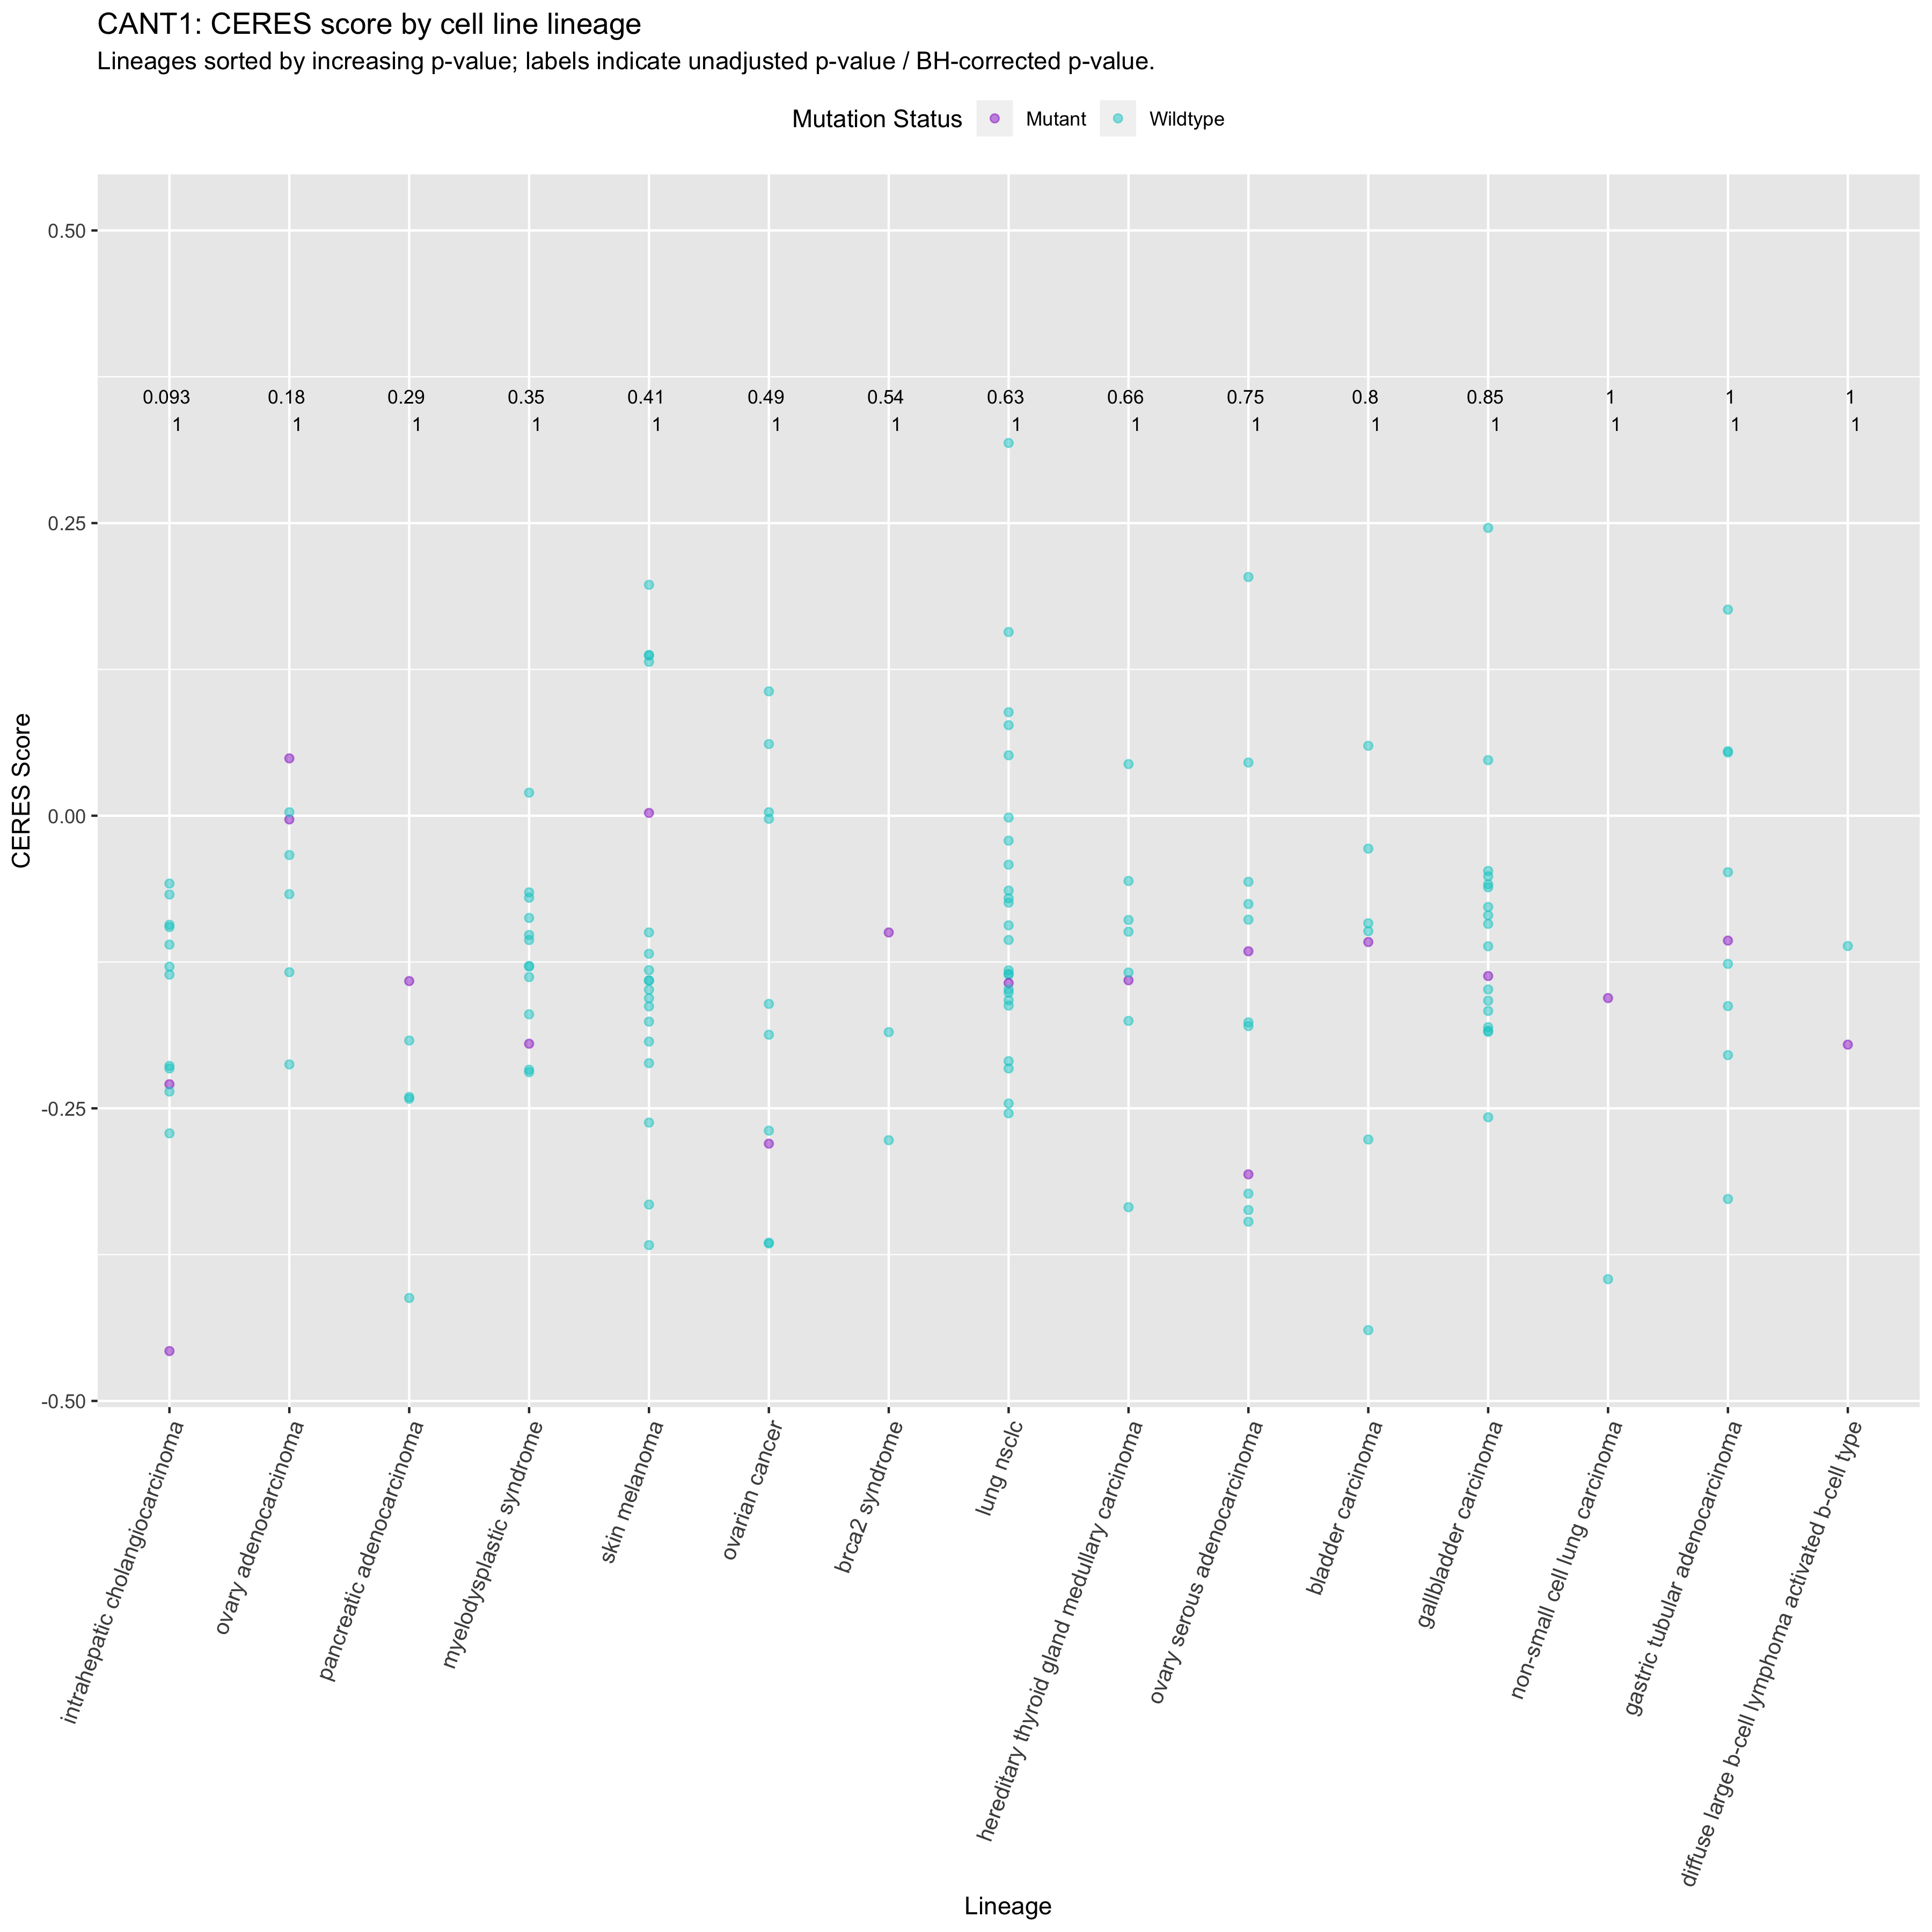 CANT1: CERES score by cell line lineage
Lineages sorted by increasing p-value; labels indicate unadjusted p-value / BH-corrected p-value.
Mutation Status Mutant Wildtype
0.50
0.093 0.18 0.29 0.35 0.41 0.49 0.54 0.63 0.66 0.75 0.8 0.85 1 1 1
1 1 1 1 1 1 1 1 1 1 1 1 1 1 1
0.25
0.00
-0.25
-0.50
CERES Score
intrahepatic cholangiocarcinoma
ovary adenocarcinoma
pancreatic adenocarcinoma
myelodysplastic syndrome
skin melanoma
ovarian cancer
brca2 syndrome
lung nsclc
hereditary thyroid gland medullary carcinoma
ovary serous adenocarcinoma
bladder carcinoma
gallbladder carcinoma
non-small cell lung carcinoma
gastric tubular adenocarcinoma
diffuse large b-cell lymphoma activated b-cell type
Lineage